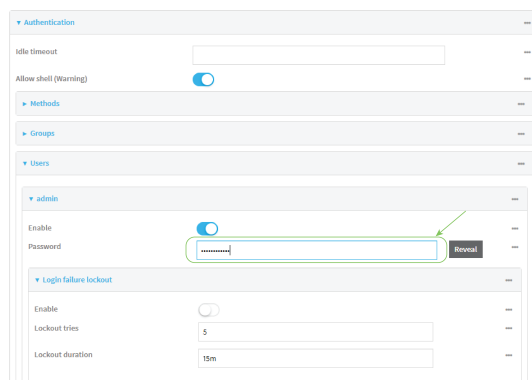 Authentication
Idle timeout
Allow shell (Warning)
Methods
Groups
Users
admin
Enable
Password ............ Reveal
Login failure lockout
Enable
Lockout tries 5
Lockout duration 15m